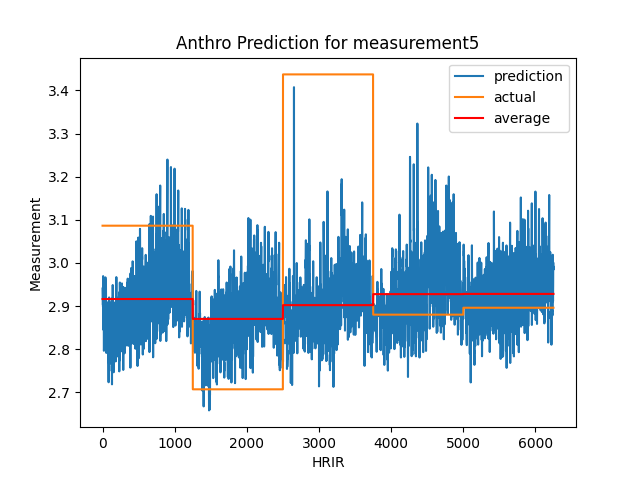 Anthro Prediction for measurement5
prediction
actual
average
Measurement
3.4
3.3
3.2
3.1
3.0
2.9
2.8
2.7
0 1000 2000 3000 4000 5000 6000
HRIR